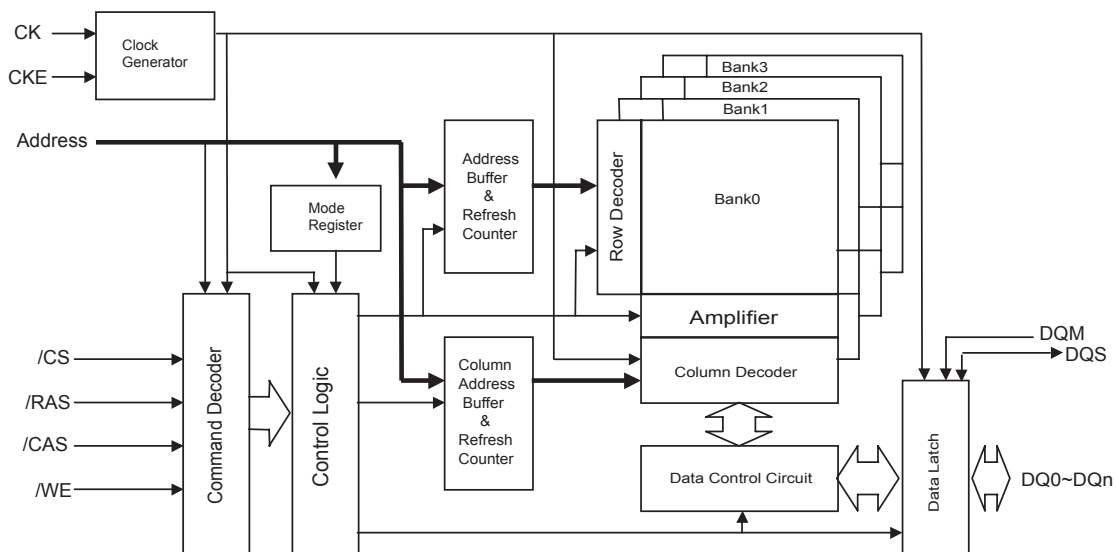 CK
CKE
Clock
Generator
Address
Mode
Register
Address
Buffer
&
Refresh
Counter
Row Decoder
Bank3
Bank2
Bank1
Bank0
Amplifier
Column Decoder
/CS
/RAS
/CAS
/WE
Command Decoder
Control Logic
Column
Address
Buffer
&
Refresh
Counter
Data Control Circuit
DQM
DQS
Data Latch
DQ0~DQn